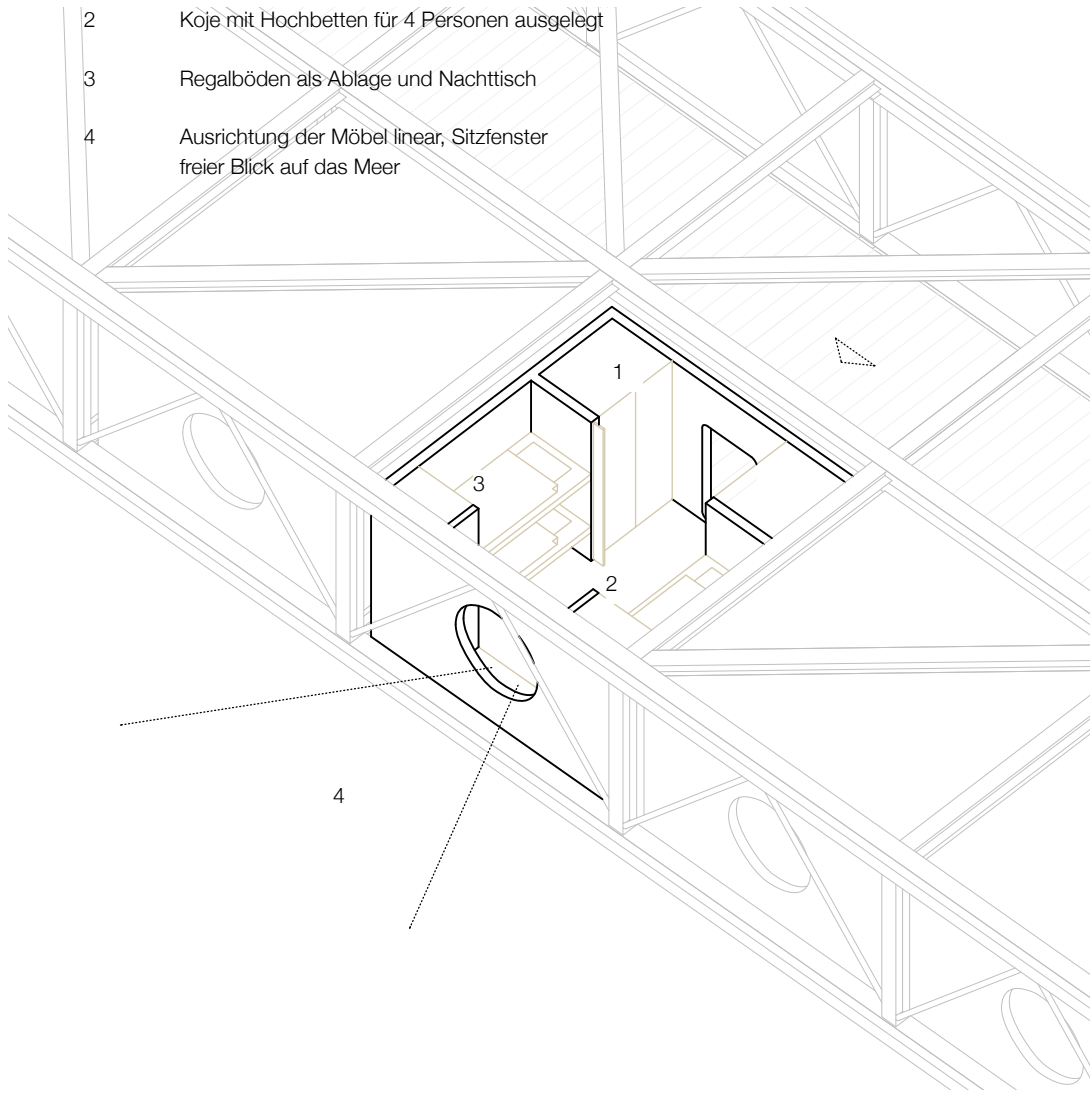 2 Koje mit Hochbetten für 4 Personen ausgelegt
3 Regalböden als Ablage und Nachttisch
4 Ausrichtung der Möbel linear, Sitzfenster
freier Blick auf das Meer
1
3
2
4